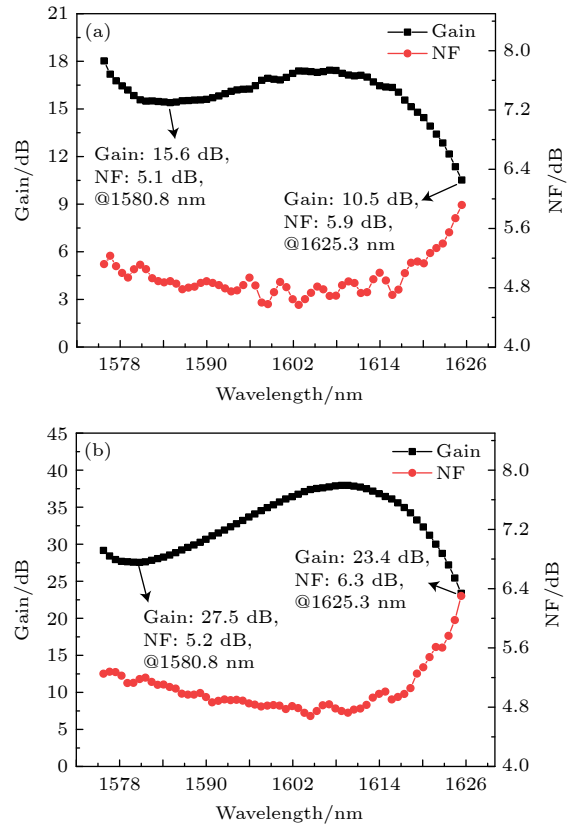 (a)
Gain
NF
Gain: 15.6 dB,
NF: 5.1 dB,
@1580.8 nm
Gain: 10.5 dB,
NF: 5.9 dB,
@1625.3 nm
21
18
15
12
9
6
3
0
Gain/dB
8.0
7.2
6.4
5.6
4.8
4.0
NF/dB
1578 1590 1602 1614 1626
Wavelength/nm
(b)
Gain
NF
Gain: 23.4 dB,
NF: 6.3 dB,
@1625.3 nm
Gain: 27.5 dB,
NF: 5.2 dB,
@1580.8 nm
45
40
35
30
25
20
15
10
5
0
Gain/dB
8.0
7.2
6.4
5.6
4.8
4.0
NF/dB
1578 1590 1602 1614 1626
Wavelength/nm